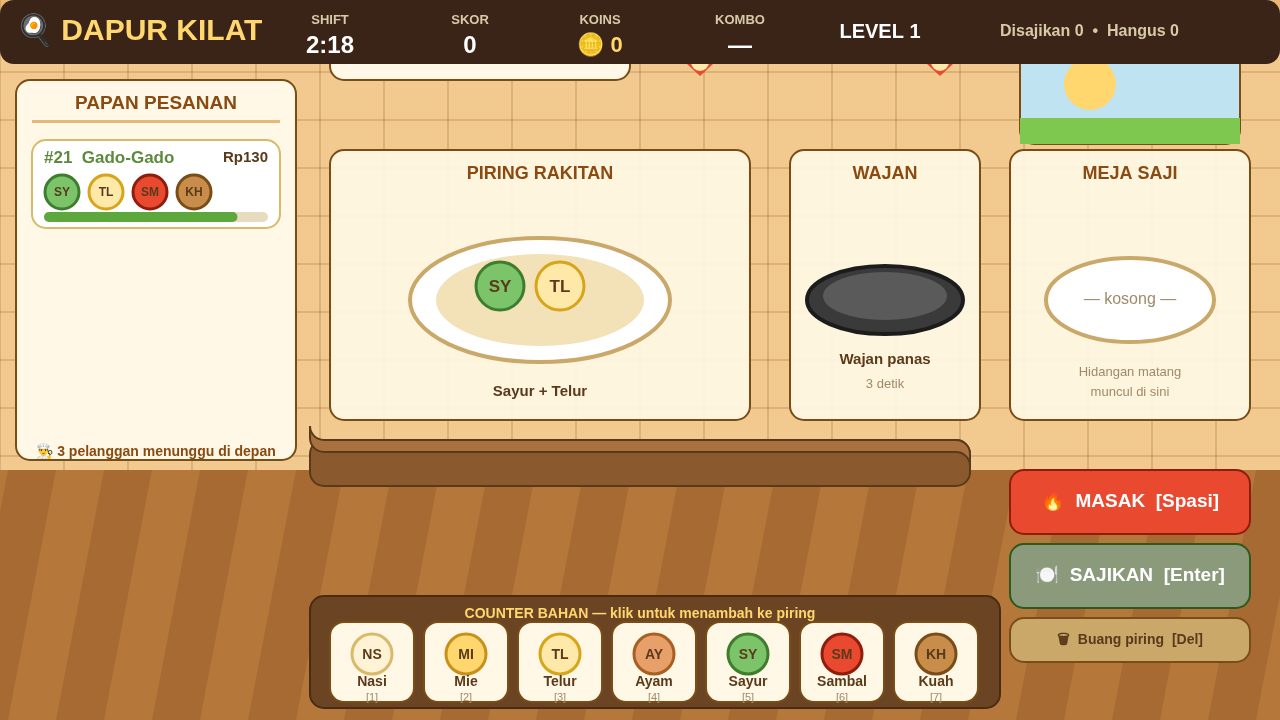 🍳 DAPUR KILAT
SHIFT
2:18
SKOR
0
KOINS
🪙 0
KOMBO
—
LEVEL 1
Disajikan 0 • Hangus 0
PAPAN PESANAN
#21 Gado-Gado Rp130
SY TL SM KH
👨‍🍳 3 pelanggan menunggu di depan
PIRING RAKITAN
SY TL
Sayur + Telur
WAJAN
Wajan panas
3 detik
MEJA SAJI
— kosong —
Hidangan matang
muncul di sini
🔥 MASAK [Spasi]
🍽️ SAJIKAN [Enter]
🗑 Buang piring [Del]
COUNTER BAHAN — klik untuk menambah ke piring
NS
Nasi
[1]
MI
Mie
[2]
TL
Telur
[3]
AY
Ayam
[4]
SY
Sayur
[5]
SM
Sambal
[6]
KH
Kuah
[7]